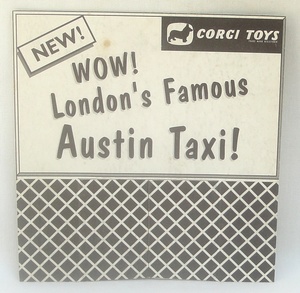 NEW!
CORGI TOYS
WOW!
London's Famous
Austin Taxi!